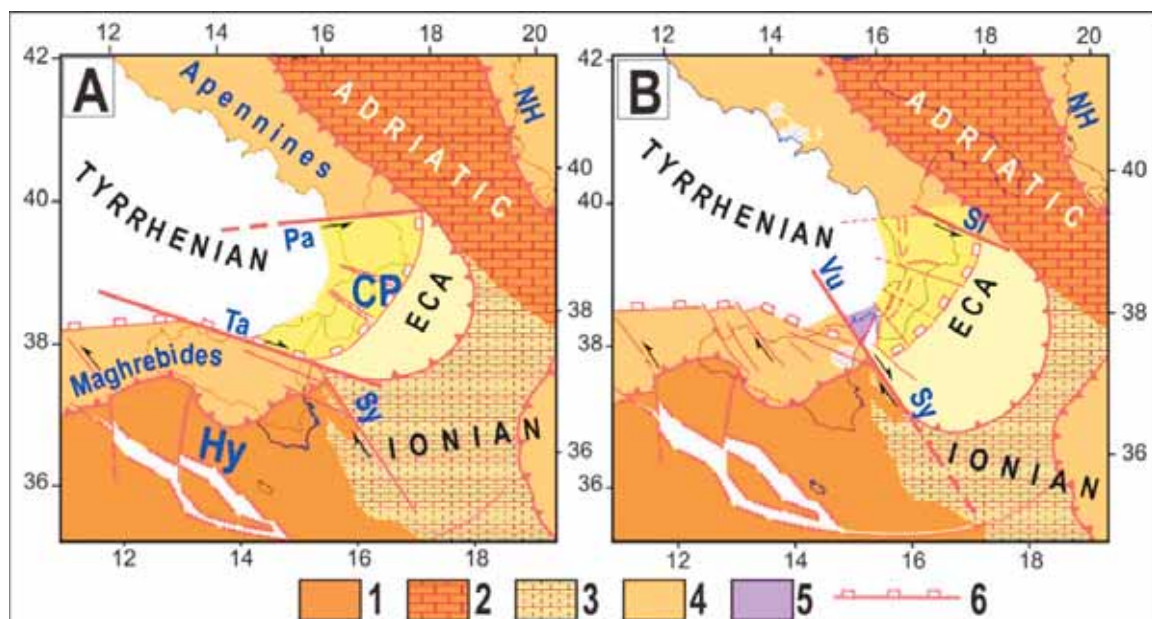 12 14 16 18 20
42
A
Apennines
ADRIATIC
NH
TYRRHENIAN
40
40
Pa
CP
ECA
Ta
38
38
Maghrebides
Sy
Hy
IONIAN
36
36
12 14 16 18
12 14 16 18 20
42
B
ADRIATIC
NH
TYRRHENIAN
40
40
Sl
Vu
ECA
38
38
Sy
IONIAN
36
36
12 14 16 18
1 2 3 4 5 6